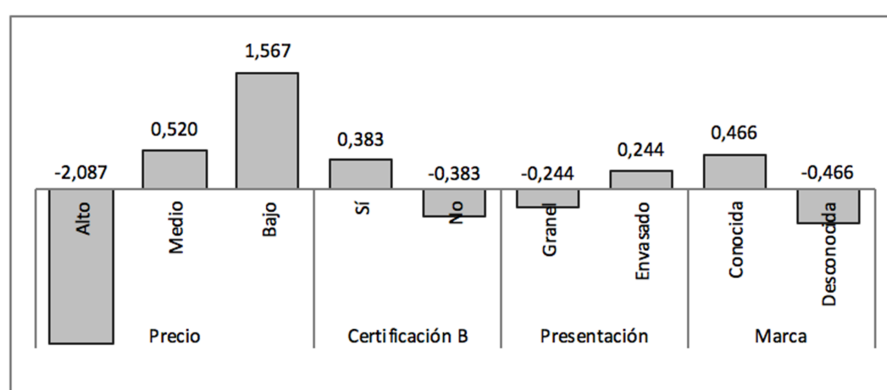 1,567
0,520
0,383
0,466
0,244
-2,087
-0,383
-0,244
-0,466
Alto
Medio
Bajo
Sí
No
Granel
Envasado
Conocida
Desconocida
Precio
Certificación B
Presentación
Marca